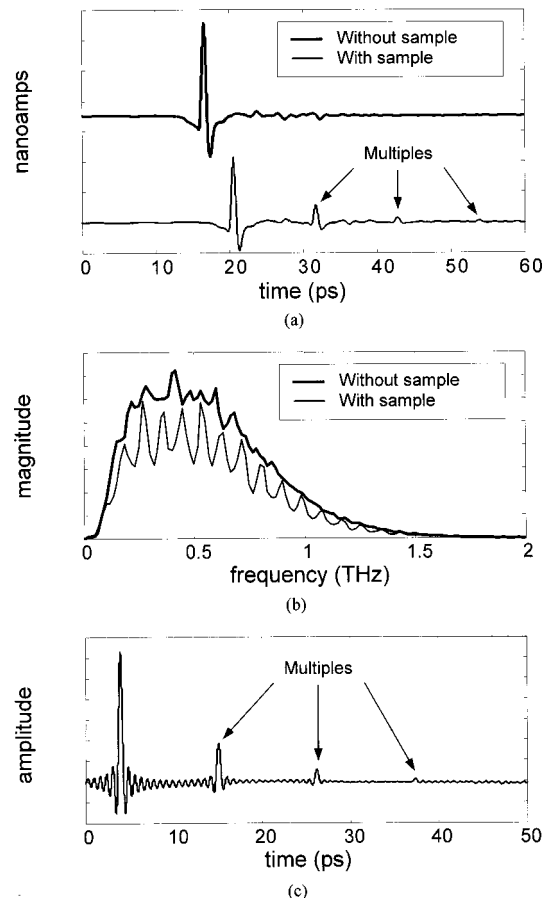 nanoamps
Without sample
With sample
Multiples
0 10 20 30 40 50 60
time (ps)
(a)
magnitude
Without sample
With sample
0 0.5 1 1.5 2
frequency (THz)
(b)
amplitude
Multiples
0 10 20 30 40 50
time (ps)
(c)